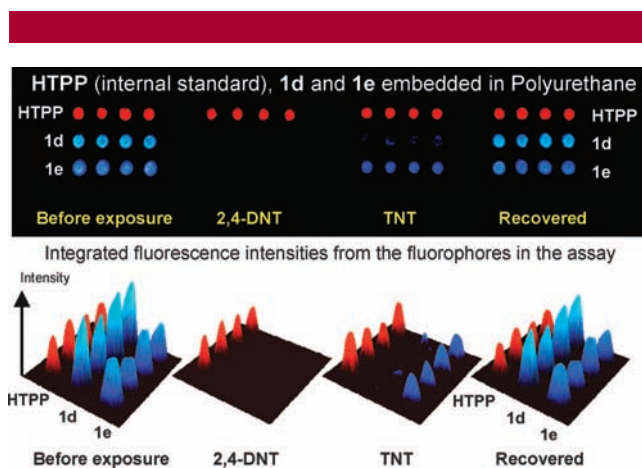 HTPP (internal standard), 1d and 1e embedded in Polyurethane
HTPP HTPP
1d 1d
1e 1e
Before exposure 2,4-DNT TNT Recovered
Integrated fluorescence intensities from the fluorophores in the assay
Intensity
HTPP HTPP
1d 1d
1e 1e
Before exposure 2,4-DNT TNT Recovered